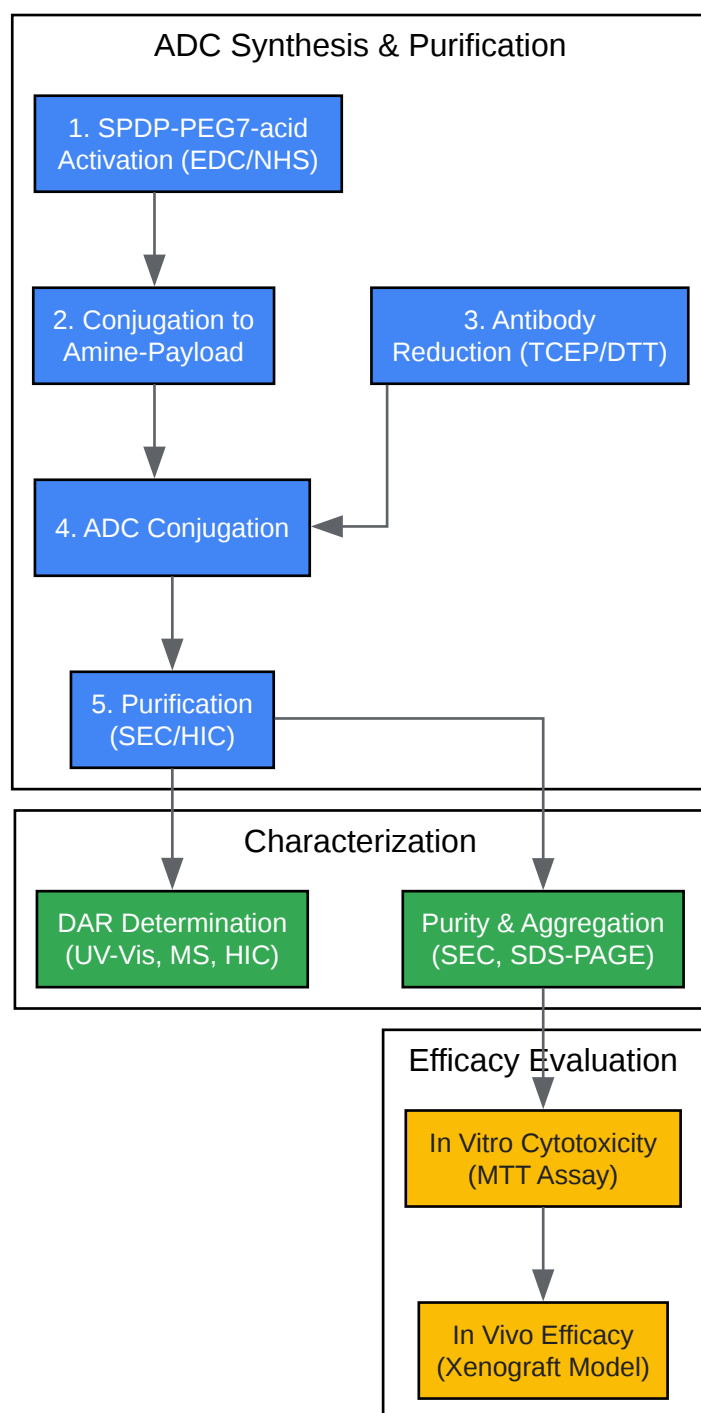 ADC Synthesis & Purification
1. SPDP-PEG7-acid
Activation (EDC/NHS)
2. Conjugation to
Amine-Payload
3. Antibody
Reduction (TCEP/DTT)
4. ADC Conjugation
5. Purification
(SEC/HIC)
Characterization
DAR Determination
(UV-Vis, MS, HIC)
Purity & Aggregation
(SEC, SDS-PAGE)
Efficacy Evaluation
In Vitro Cytotoxicity
(MTT Assay)
In Vivo Efficacy
(Xenograft Model)